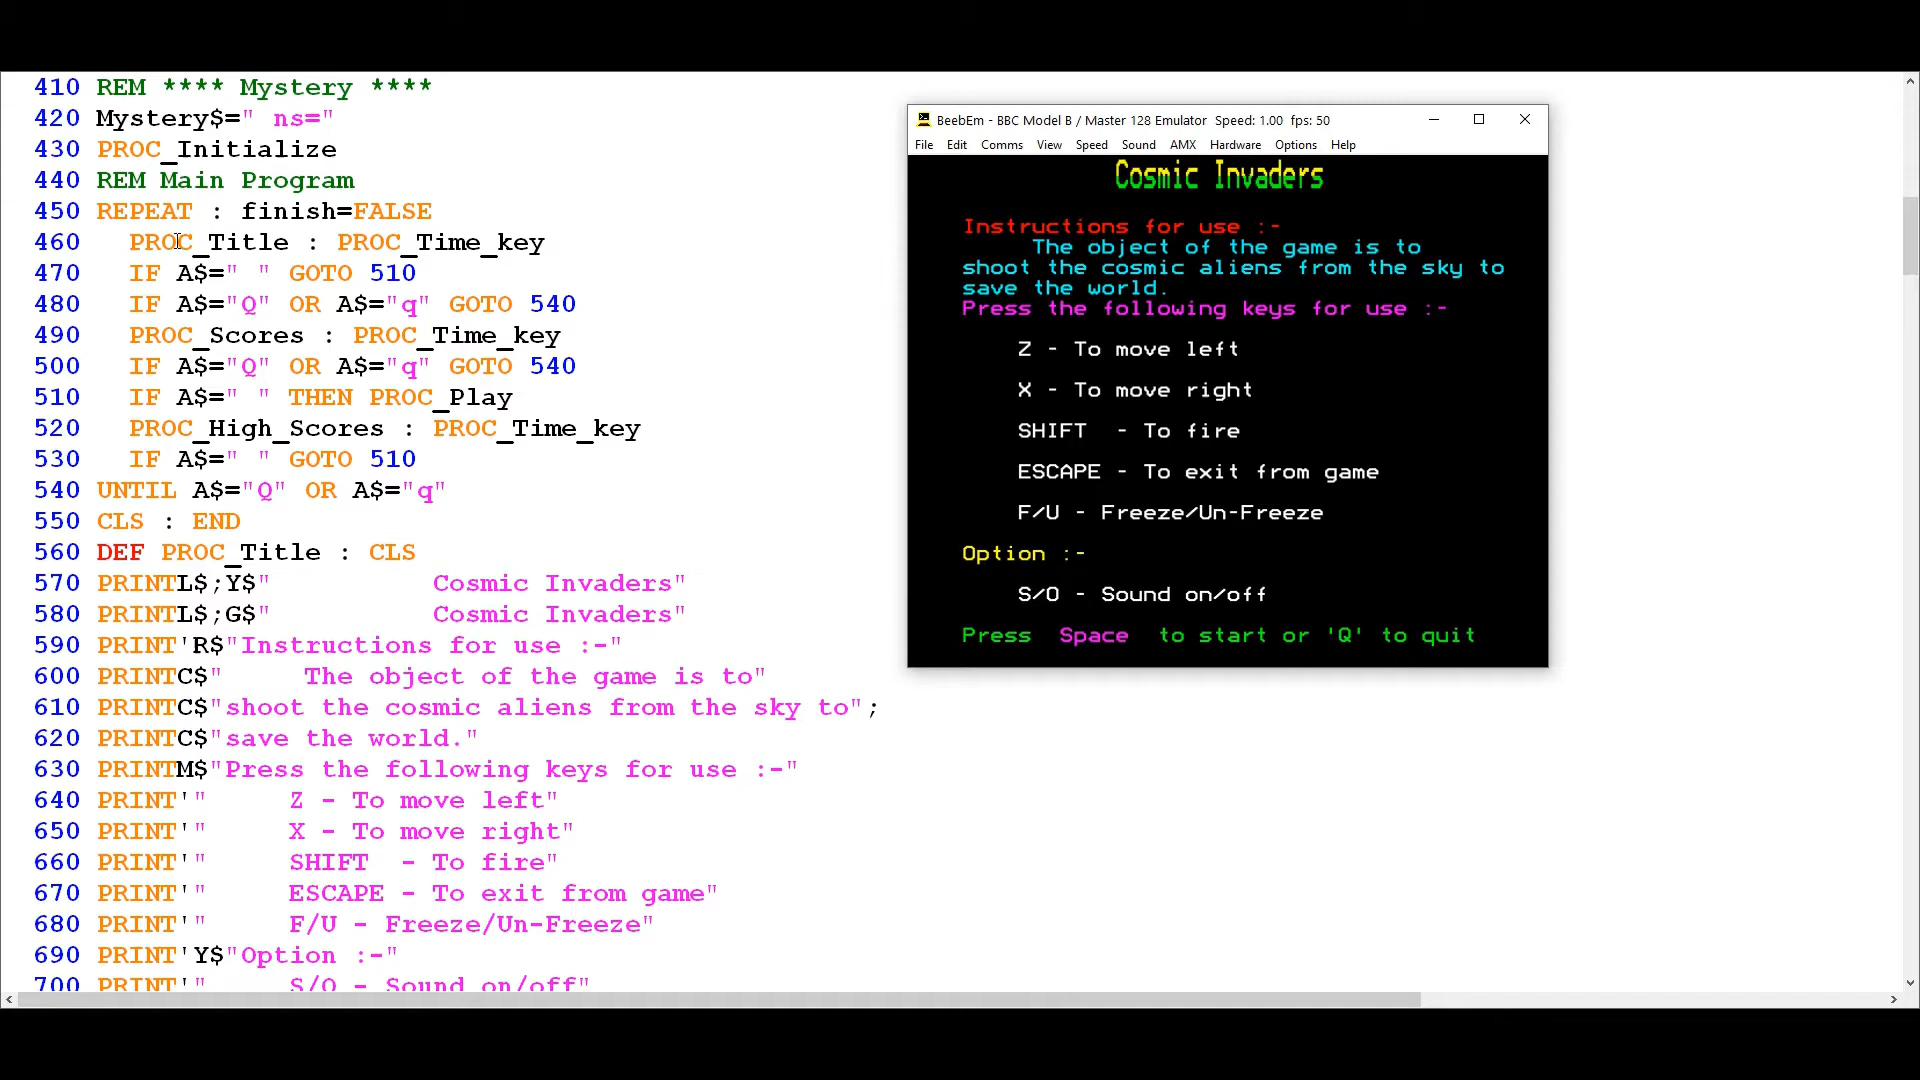 410 REM **** Mystery ****
420 Mystery$=" ns="
430 PROC_Initialize
440 REM Main Program
450 REPEAT : finish=FALSE
460   PROC_Title : PROC_Time_key
470   IF A$=" " GOTO 510
480   IF A$="Q" OR A$="q" GOTO 540
490   PROC_Scores : PROC_Time_key
500   IF A$="Q" OR A$="q" GOTO 540
510   IF A$=" " THEN PROC_Play
520   PROC_High_Scores : PROC_Time_key
530   IF A$=" " GOTO 510
540 UNTIL A$="Q" OR A$="q"
550 CLS : END
560 DEF PROC_Title : CLS
570 PRINTL$;Y$"          Cosmic Invaders"
580 PRINTL$;G$"          Cosmic Invaders"
590 PRINT'R$"Instructions for use :-"
600 PRINTC$"     The object of the game is to"
610 PRINTC$"shoot the cosmic aliens from the sky to";
620 PRINTC$"save the world."
630 PRINTM$"Press the following keys for use :-"
640 PRINT'"     Z - To move left"
650 PRINT'"     X - To move right"
660 PRINT'"     SHIFT  - To fire"
670 PRINT'"     ESCAPE - To exit from game"
680 PRINT'"     F/U - Freeze/Un-Freeze"
690 PRINT'Y$"Option :-"
700 PRINT'"     S/O - Sound on/off"
BeebEm - BBC Model B / Master 128 Emulator  Speed: 1.00  fps: 50
File Edit Comms View Speed Sound AMX Hardware Options Help
Cosmic Invaders
Instructions for use :-
The object of the game is to
shoot the cosmic aliens from the sky to
save the world.
Press the following keys for use :-
Z - To move left
X - To move right
SHIFT  - To fire
ESCAPE - To exit from game
F/U - Freeze/Un-Freeze
Option :-
S/O - Sound on/off
Press  Space  to start or 'Q' to quit